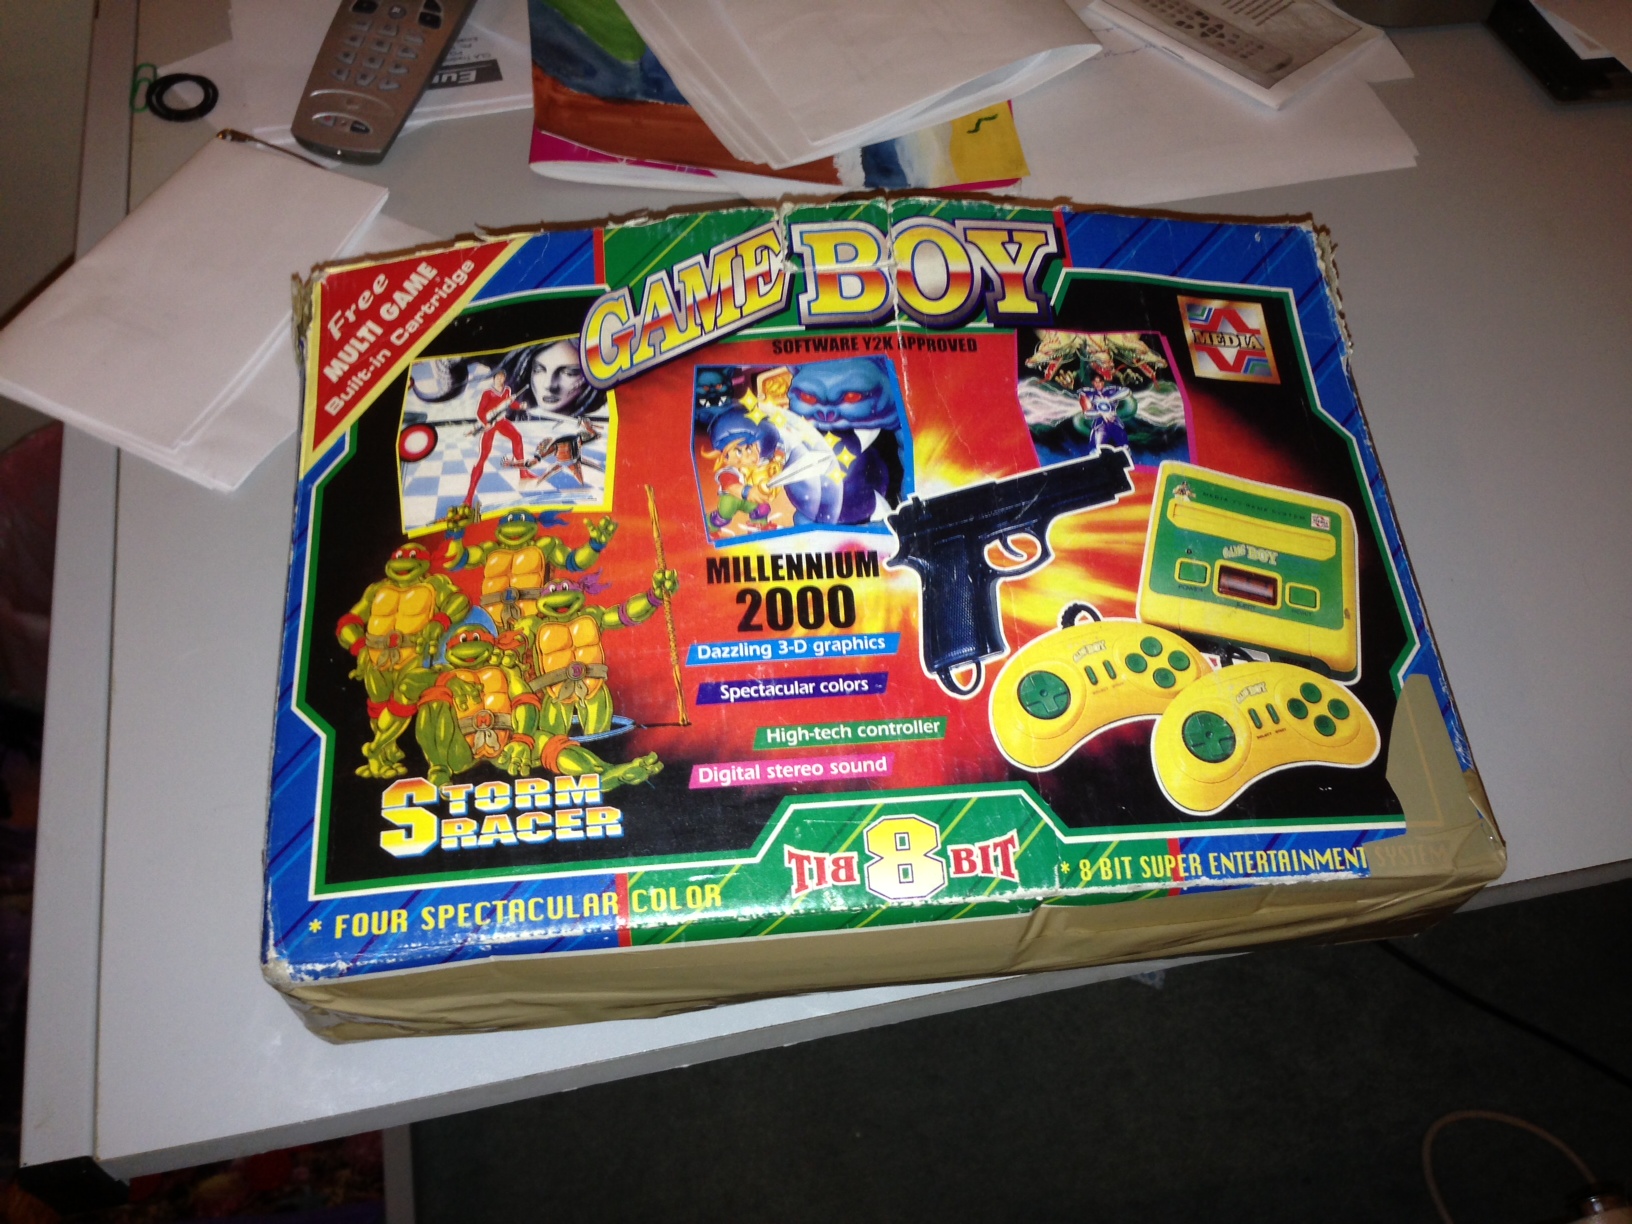 Free
MULTI GAME
Built-in Cartridge
GAME BOY
SOFTWARE Y2K APPROVED
MEDIA
MILLENNIUM
2000
Dazzling 3-D graphics
Spectacular colors
High-tech controller
Digital stereo sound
GAME BOY
STORM
RACER
TIB 8 BIT
* FOUR SPECTACULAR COLOR
* 8 BIT SUPER ENTERTAINMENT SYSTEM